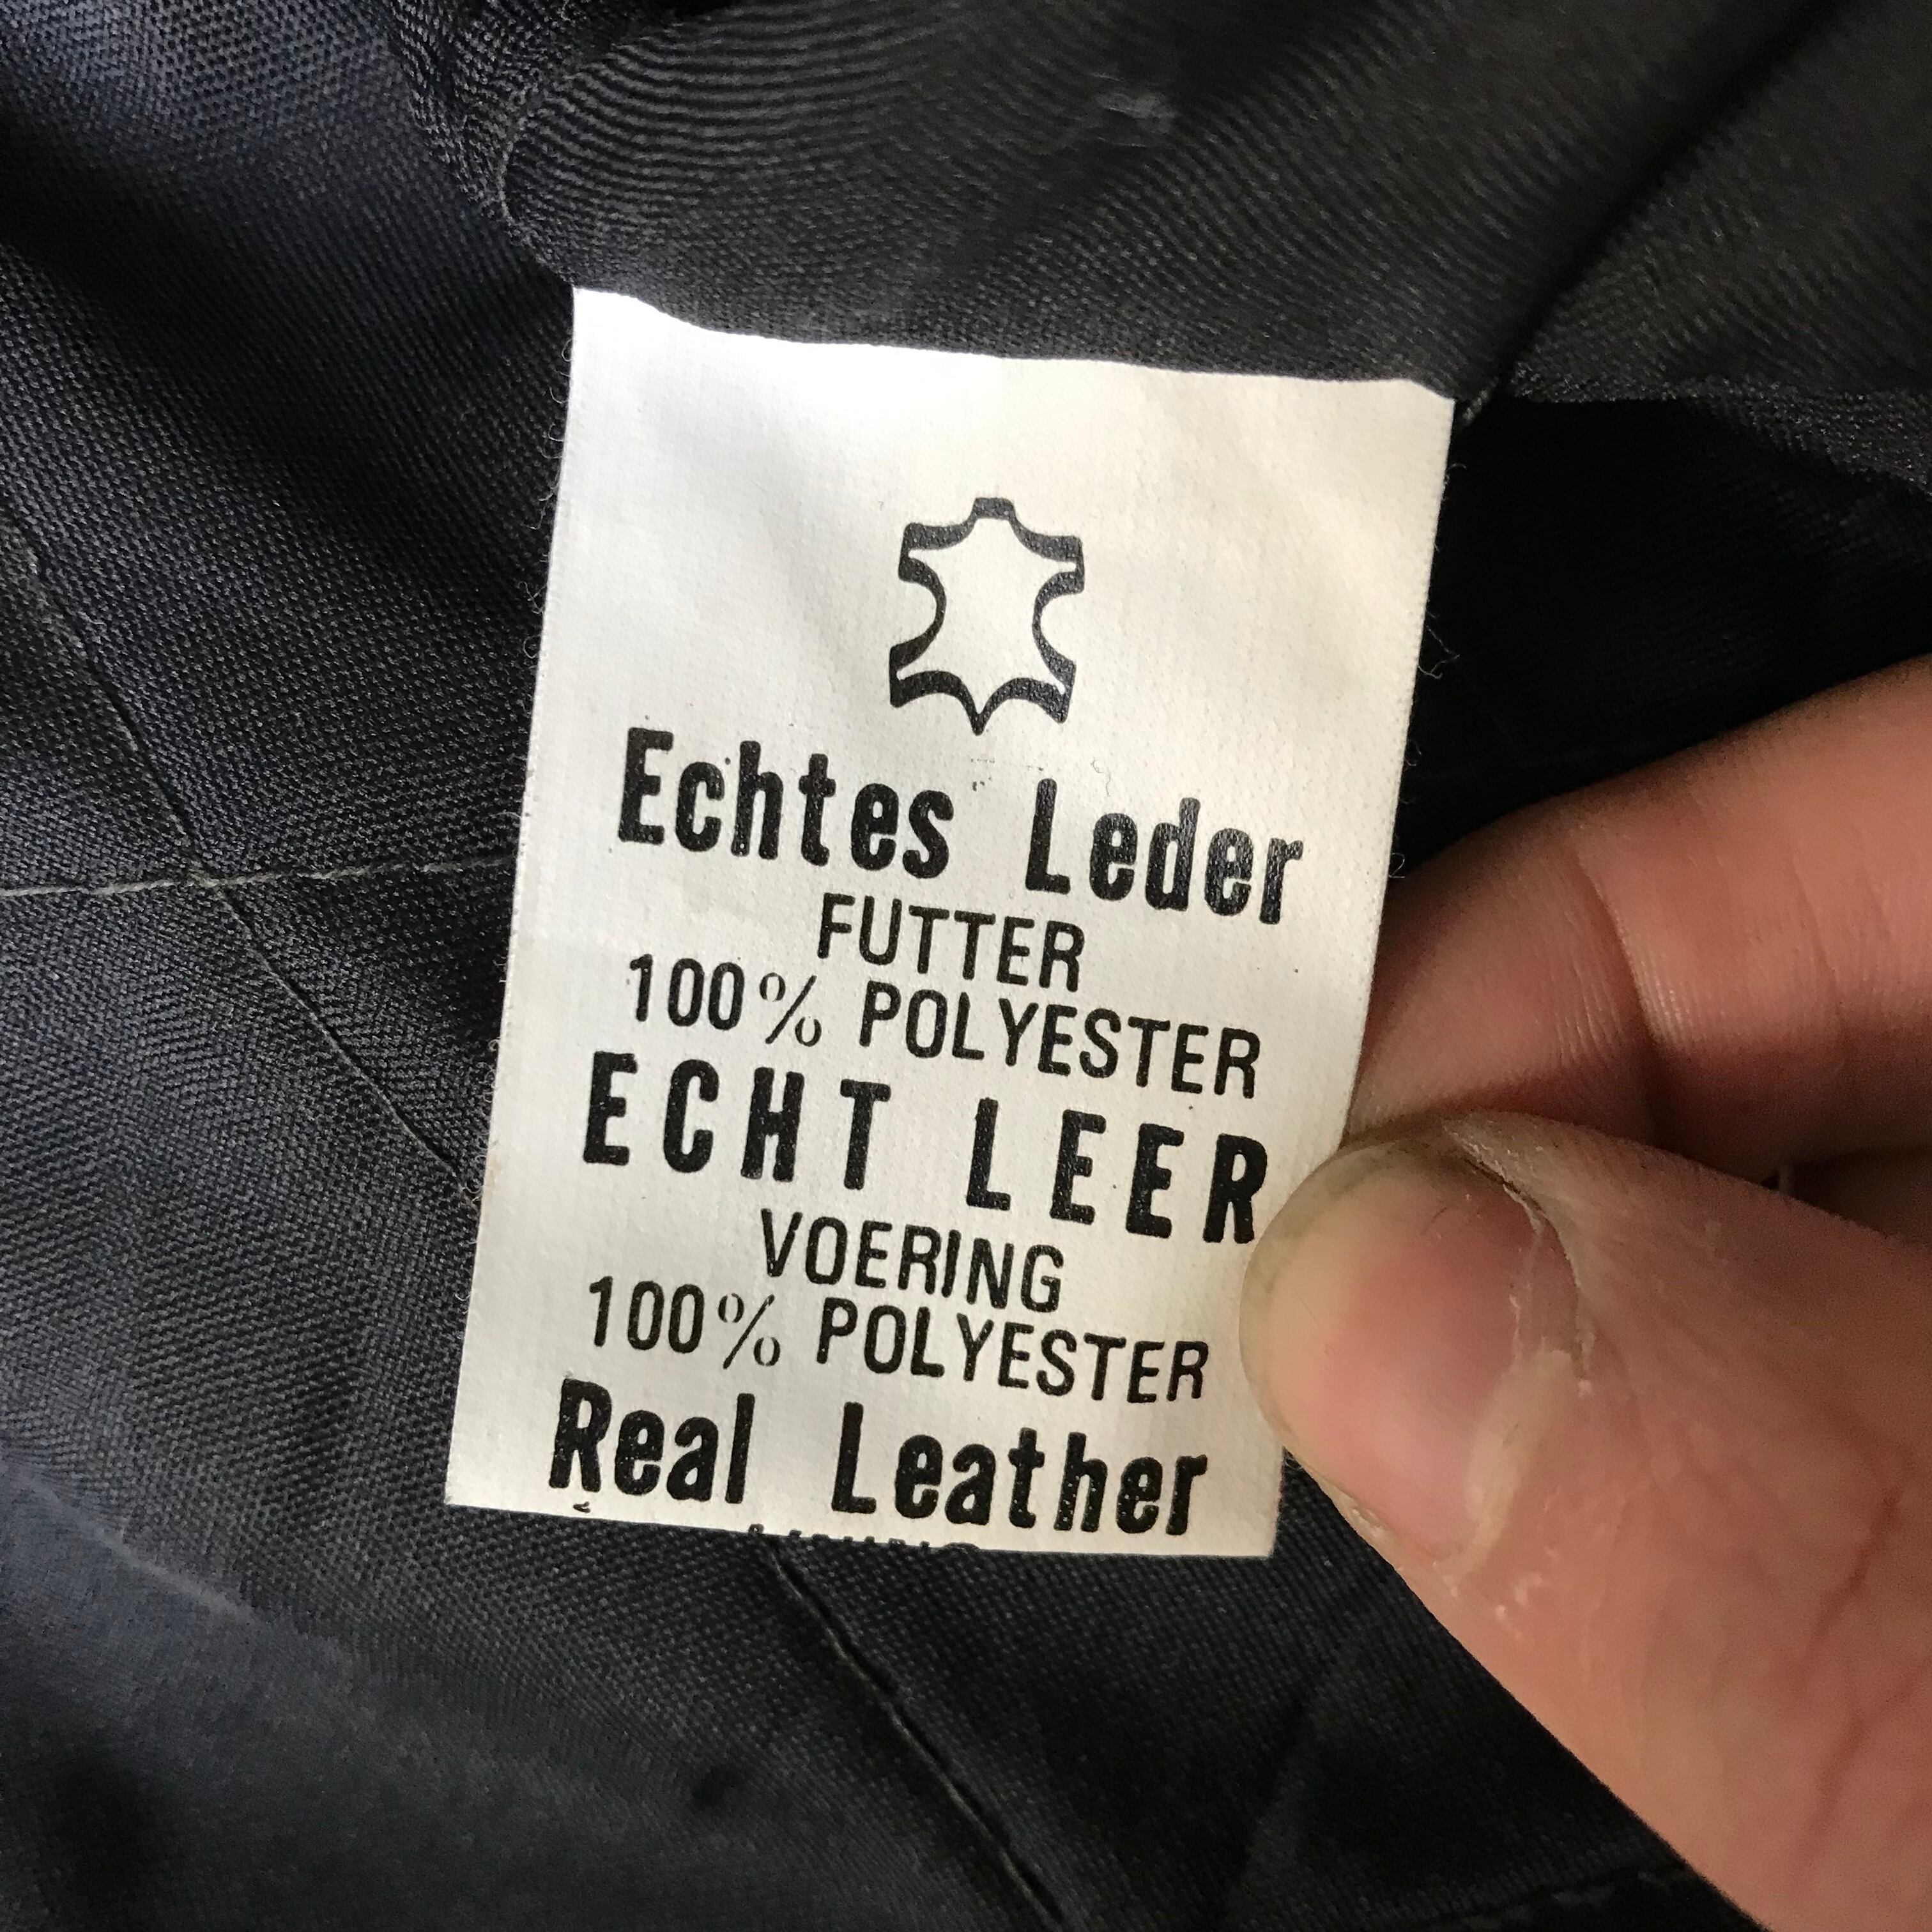 Echtes Leder
FUTTER
100% POLYESTER
ECHT LEER
VOERING
100% POLYESTER
Real Leather